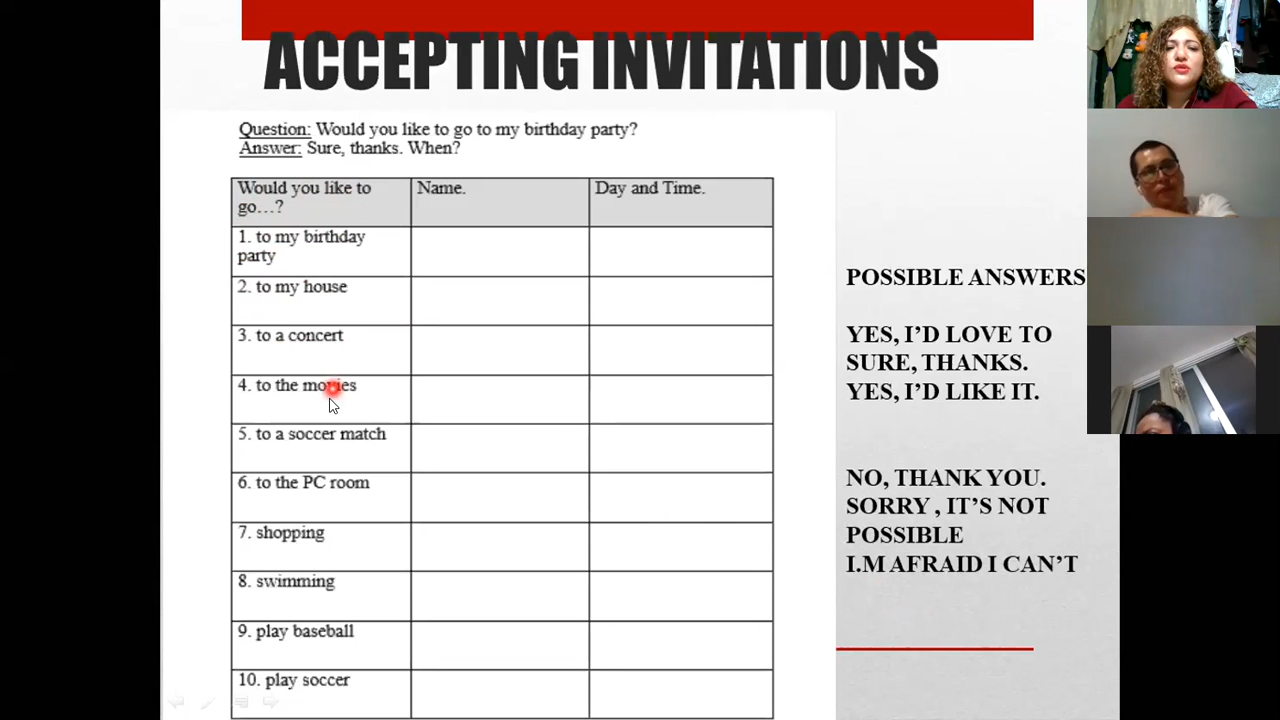 ACCEPTING INVITATIONS
Question: Would you like to go to my birthday party?
Answer: Sure, thanks. When?
Would you like to
go…?
Name.
Day and Time.
1. to my birthday
party
2. to my house
3. to a concert
4. to the movies
5. to a soccer match
6. to the PC room
7. shopping
8. swimming
9. play baseball
10. play soccer
POSSIBLE ANSWERS
YES, I’D LOVE TO
SURE, THANKS.
YES, I’D LIKE IT.
NO, THANK YOU.
SORRY , IT’S NOT
POSSIBLE
I.M AFRAID I CAN’T